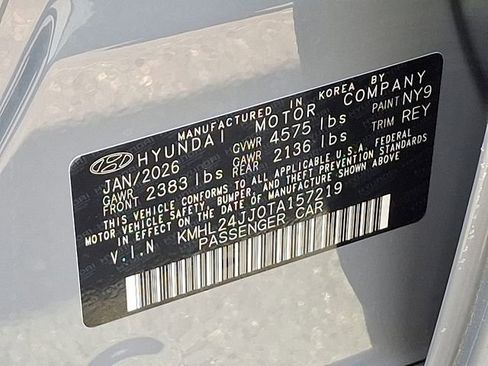 MANUFACTURED IN KOREA BY
HYUNDAI MOTOR COMPANY
JAN/2026 GVWR 4575 lbs PAINT NY9
GAWR FRONT 2383 lbs GAWR REAR 2136 lbs TRIM REY
THIS VEHICLE CONFORMS TO ALL APPLICABLE U.S.A. FEDERAL
MOTOR VEHICLE SAFETY, BUMPER, AND THEFT PREVENTION STANDARDS
IN EFFECT ON THE DATE OF MANUFACTURE SHOWN ABOVE.
V.I.N KMHL24JJ0TA157219
PASSENGER CAR